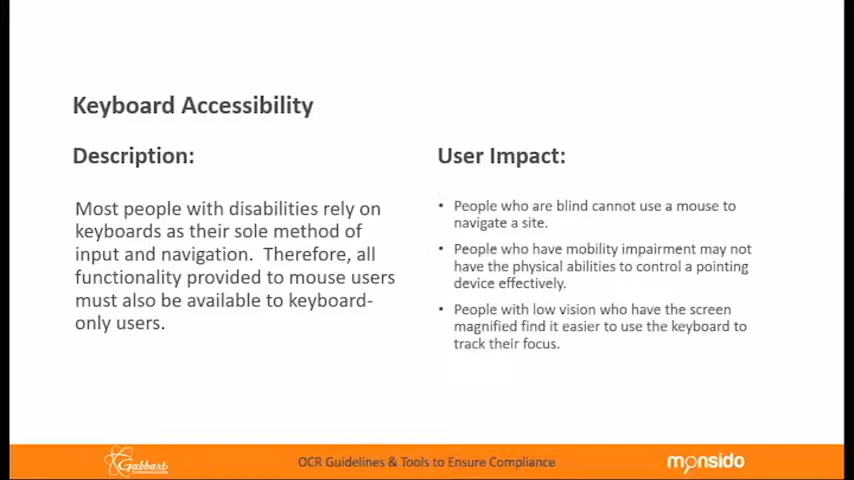 Keyboard Accessibility
Description:
Most people with disabilities rely on
keyboards as their sole method of
input and navigation.  Therefore, all
functionality provided to mouse users
must also be available to keyboard-
only users.
User Impact:
• People who are blind cannot use a mouse to
navigate a site.
• People who have mobility impairment may not
have the physical abilities to control a pointing
device effectively.
• People with low vision who have the screen
magnified find it easier to use the keyboard to
track their focus.
Gabbart
OCR Guidelines & Tools to Ensure Compliance
monsido